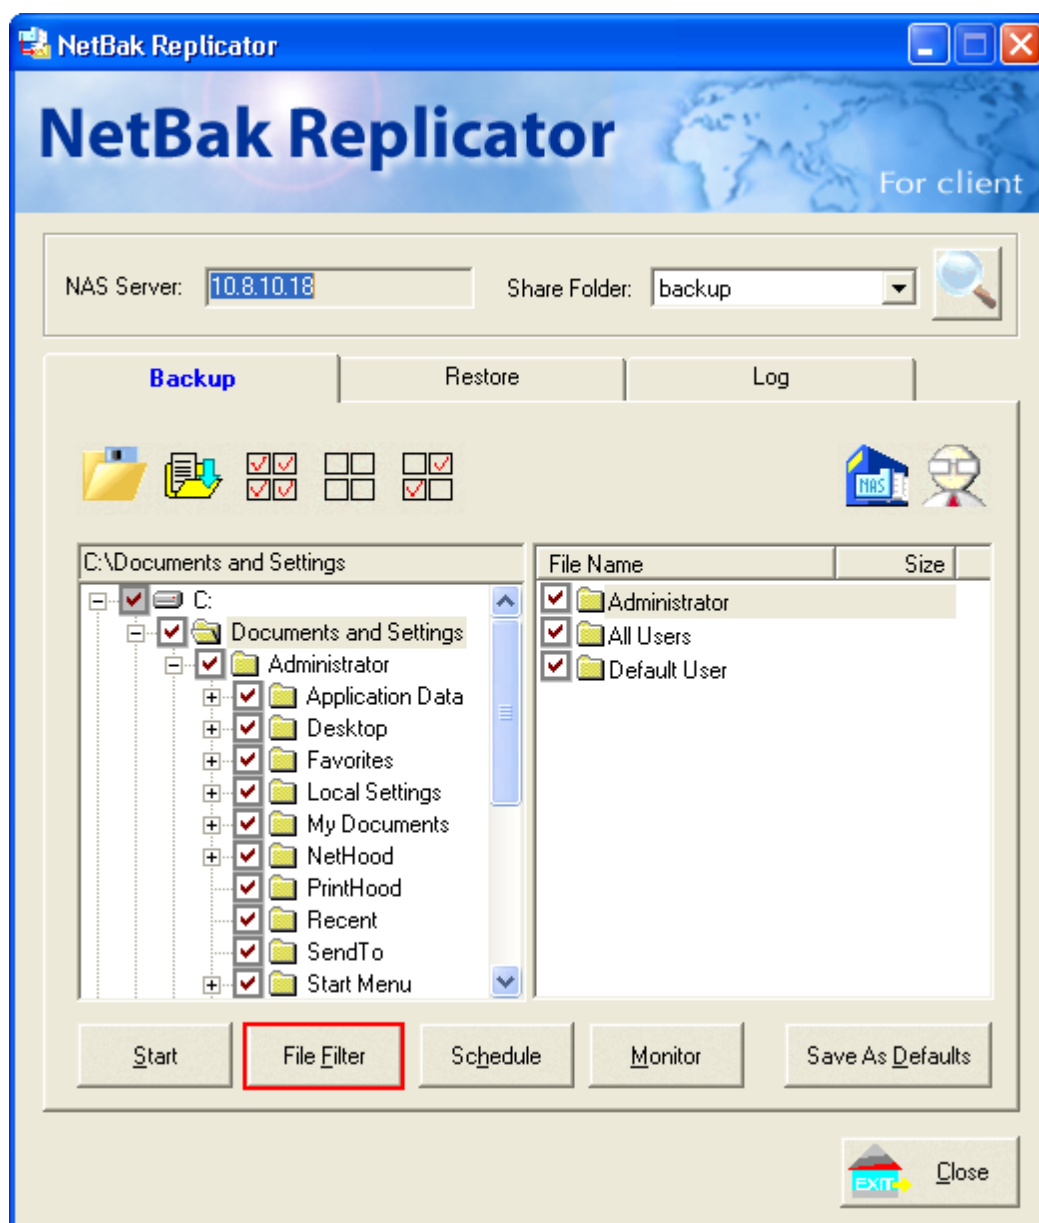 NetBak Replicator
NetBak Replicator
For client
NAS Server: 10.8.10.18 Share Folder: backup
Backup Restore Log
NAS
C:\Documents and Settings
C:
Documents and Settings
Administrator
Application Data
Desktop
Favorites
Local Settings
My Documents
NetHood
PrintHood
Recent
SendTo
Start Menu
File Name Size
Administrator
All Users
Default User
Start File Filter Schedule Monitor Save As Defaults
EXIT Close